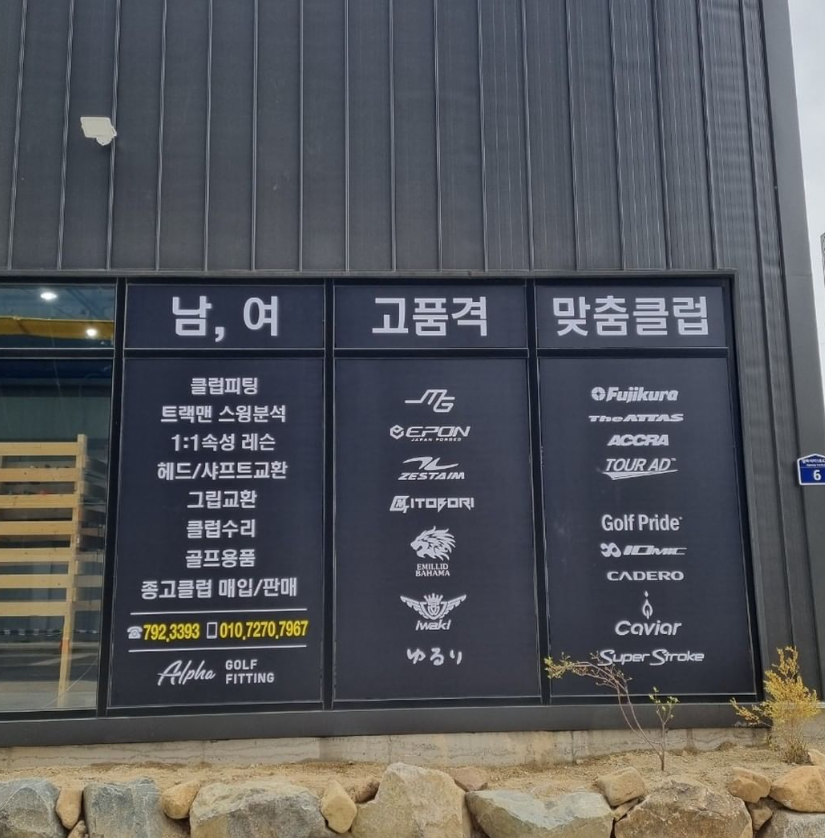 남, 여
클럽피팅
트랙맨 스윙분석
1:1속성 레슨
헤드/샤프트교환
그립교환
클럽수리
골프용품
중고클럽 매입/판매
792.3393 010.7270.7967
Alpha GOLF FITTING
고품격
MG
EPON
JAPAN FORGED
ZESTAIM
ITOBORI
EMILLID
BAHAMA
Iwaki
ゆるり
맞춤클럽
Fujikura
The ATTAS
ACCRA
TOUR AD
Golf Pride
IOMIC
CADERO
Caviar
Super Stroke
6